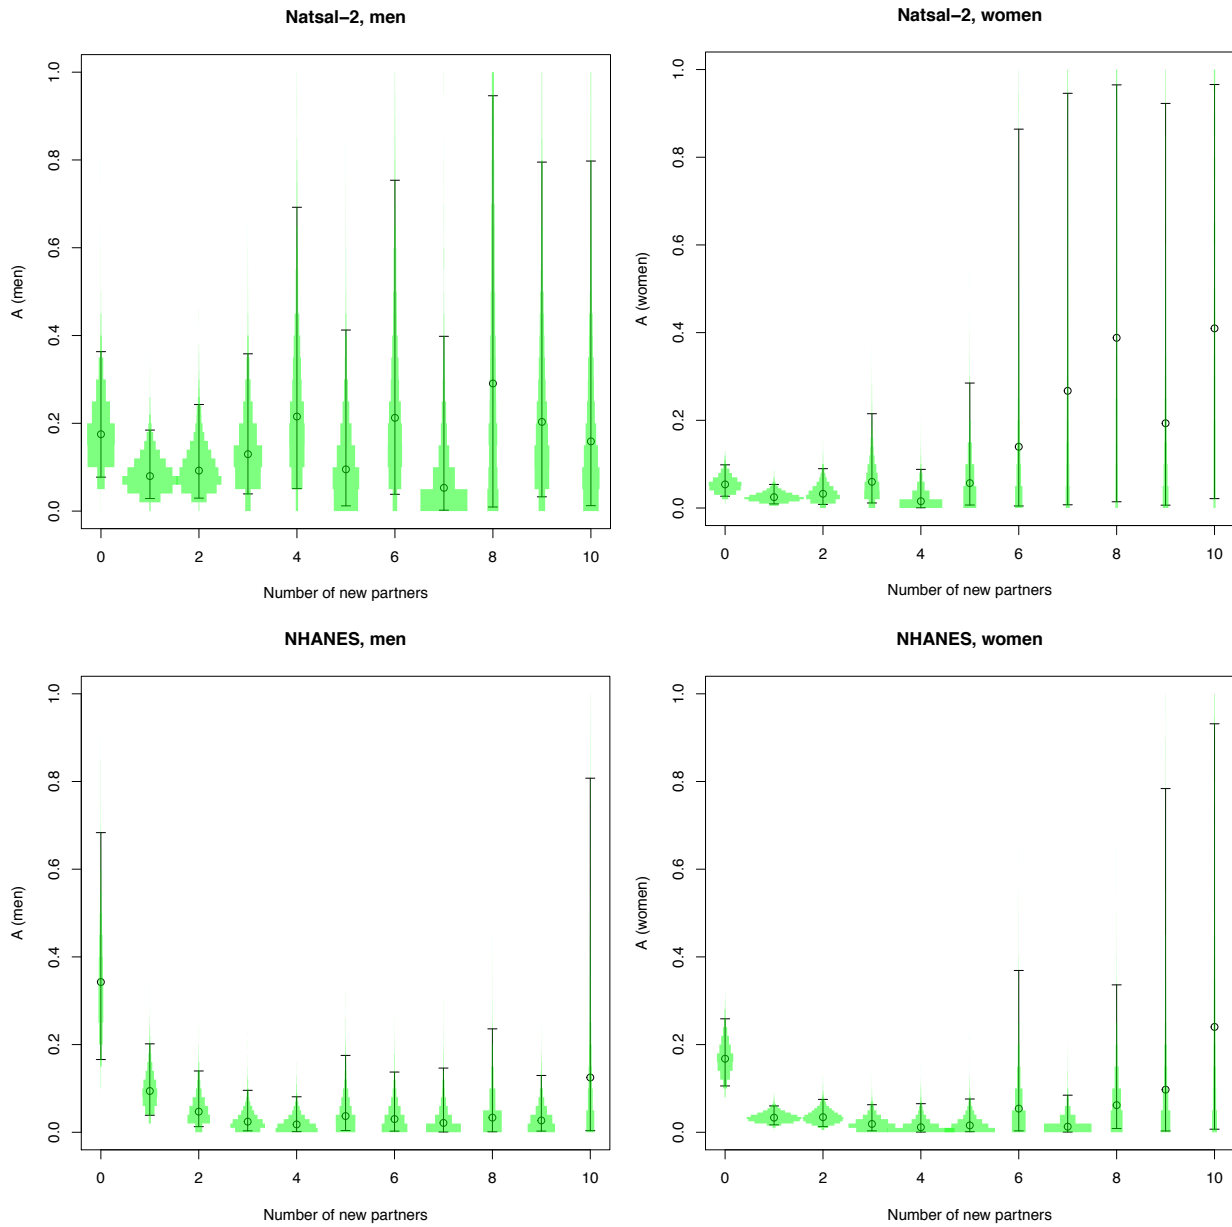 Natsal-2, men
A (men)
1.0
0.8
0.6
0.4
0.2
0.0
0 2 4 6 8 10
Number of new partners
Natsal-2, women
A (women)
1.0
0.8
0.6
0.4
0.2
0.0
0 2 4 6 8 10
Number of new partners
NHANES, men
A (men)
1.0
0.8
0.6
0.4
0.2
0.0
0 2 4 6 8 10
Number of new partners
NHANES, women
A (women)
1.0
0.8
0.6
0.4
0.2
0.0
0 2 4 6 8 10
Number of new partners